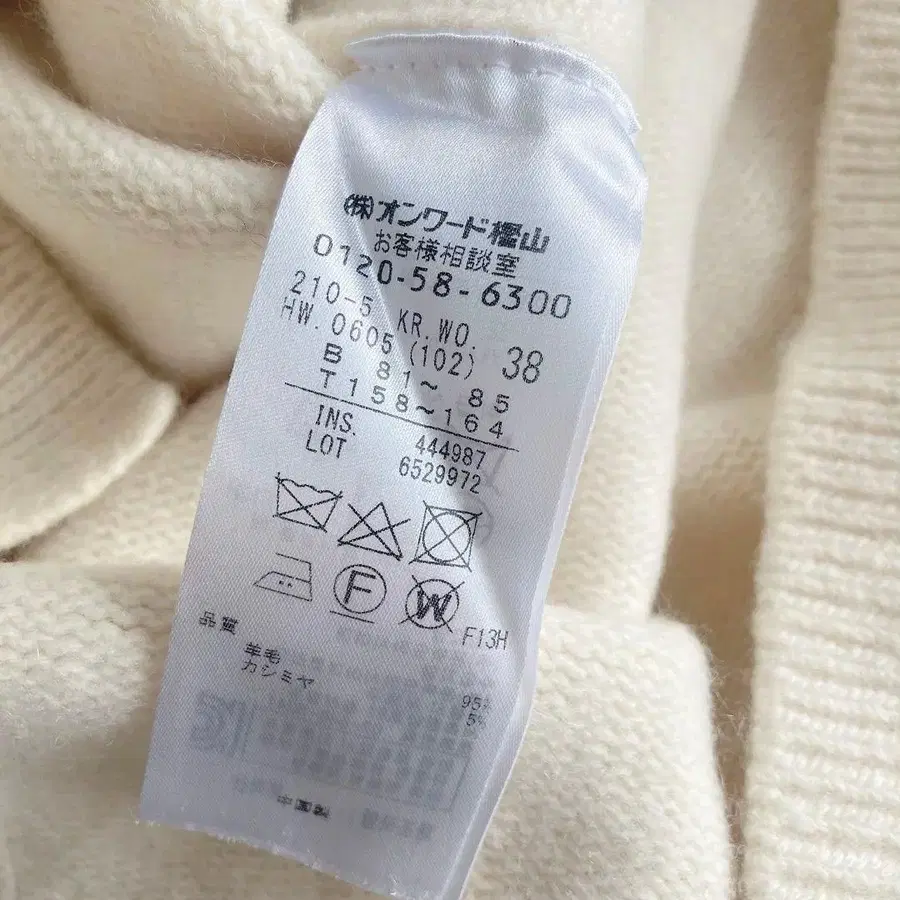 (株)オンワード樫山
お客様相談室
0120-58-6300
210-5 KR.WO. 38
HW.0605 (102)
B 81~ 85
T158~164
INS. 444987
LOT 6529972
F W F13H
品質
羊毛 95%
カシミヤ 5%
中国製